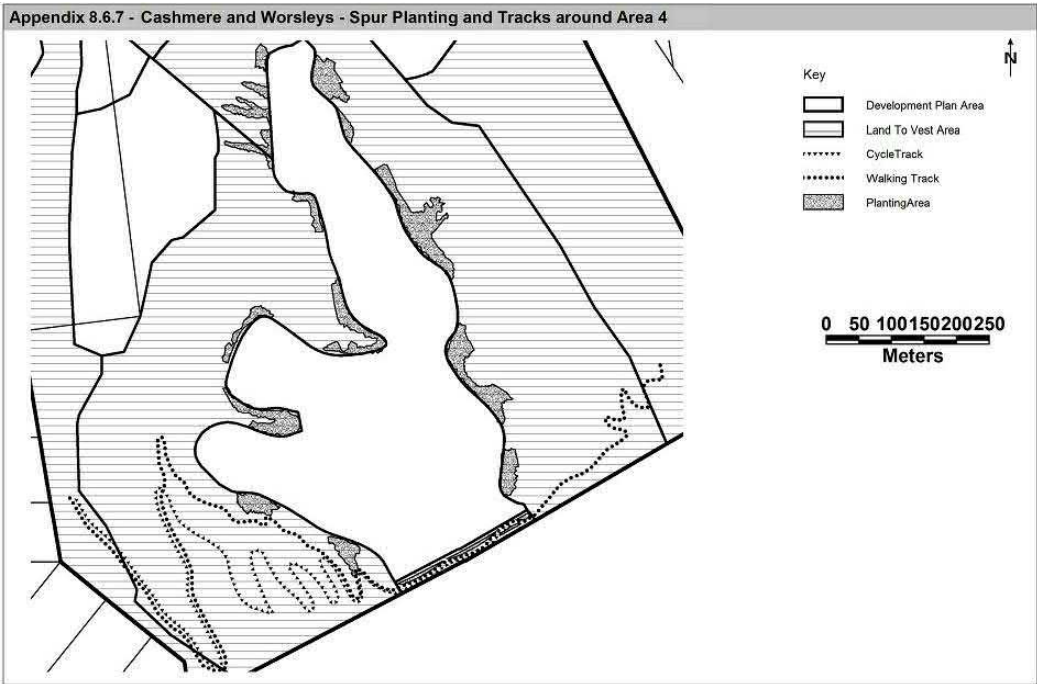 Appendix 8.6.7 - Cashmere and Worsleys - Spur Planting and Tracks around Area 4
N
Key
Development Plan Area
Land To Vest Area
CycleTrack
Walking Track
PlantingArea
0 50 100150200250
Meters